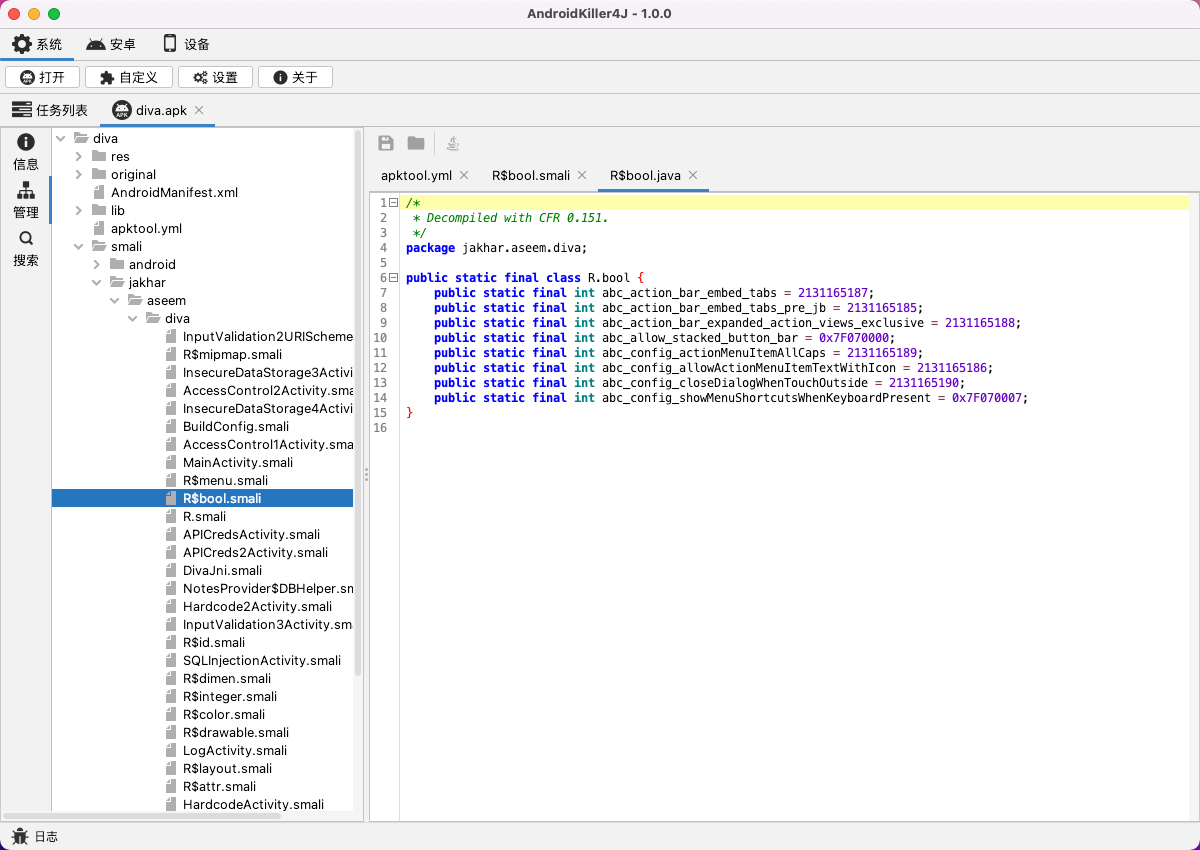 AndroidKiller4J - 1.0.0
系统 安卓 设备
打开 自定义 设置 关于
任务列表 diva.apk
信息
管理
搜索
diva
res
original
AndroidManifest.xml
lib
apktool.yml
smali
android
jakhar
aseem
diva
InputValidation2URIScheme
R$mipmap.smali
InsecureDataStorage3Activi
AccessControl2Activity.sma
InsecureDataStorage4Activi
BuildConfig.smali
AccessControl1Activity.sma
MainActivity.smali
R$menu.smali
R$bool.smali
R.smali
APICredsActivity.smali
APICreds2Activity.smali
DivaJni.smali
NotesProvider$DBHelper.sm
Hardcode2Activity.smali
InputValidation3Activity.sma
R$id.smali
SQLInjectionActivity.smali
R$dimen.smali
R$integer.smali
R$color.smali
R$drawable.smali
LogActivity.smali
R$layout.smali
R$attr.smali
HardcodeActivity.smali
apktool.yml R$bool.smali R$bool.java
1 /*
2 * Decompiled with CFR 0.151.
3 */
4 package jakhar.aseem.diva;
5
6 public static final class R.bool {
7 public static final int abc_action_bar_embed_tabs = 2131165187;
8 public static final int abc_action_bar_embed_tabs_pre_jb = 2131165185;
9 public static final int abc_action_bar_expanded_action_views_exclusive = 2131165188;
10 public static final int abc_allow_stacked_button_bar = 0x7F070000;
11 public static final int abc_config_actionMenuItemAllCaps = 2131165189;
12 public static final int abc_config_allowActionMenuItemTextWithIcon = 2131165186;
13 public static final int abc_config_closeDialogWhenTouchOutside = 2131165190;
14 public static final int abc_config_showMenuShortcutsWhenKeyboardPresent = 0x7F070007;
15 }
16
日志